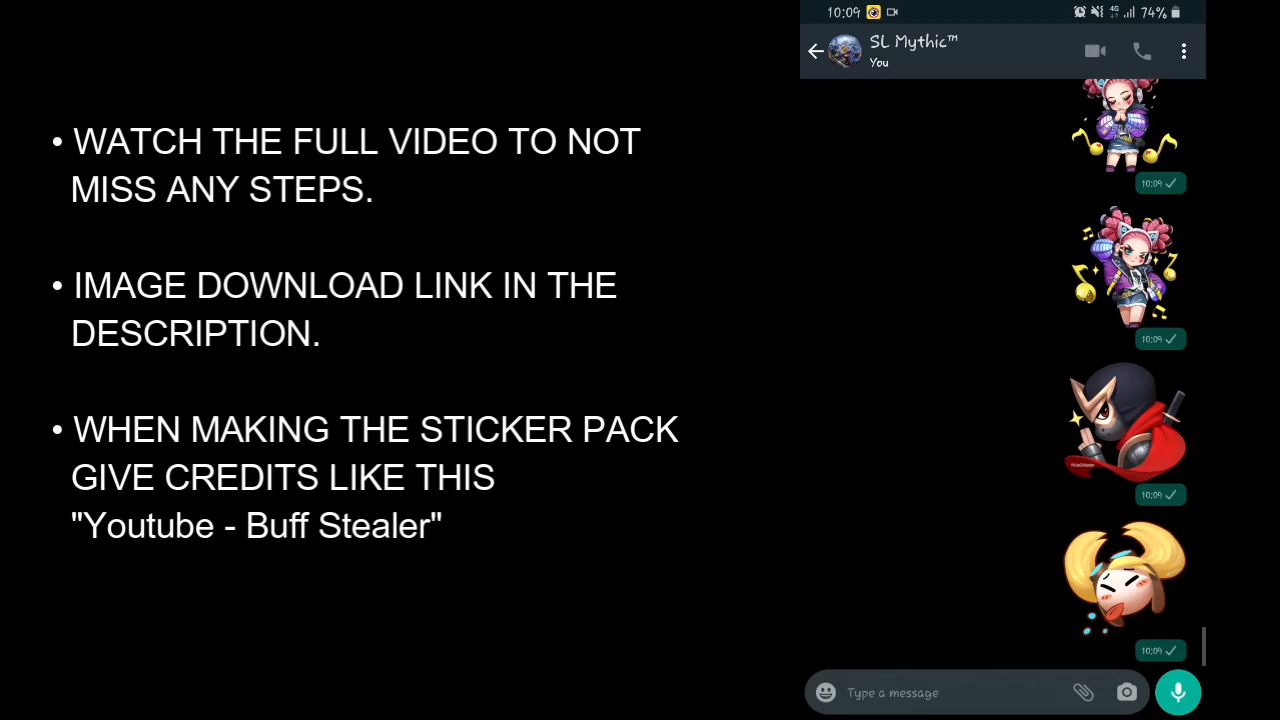 • WATCH THE FULL VIDEO TO NOT
MISS ANY STEPS.
• IMAGE DOWNLOAD LINK IN THE
DESCRIPTION.
• WHEN MAKING THE STICKER PACK
GIVE CREDITS LIKE THIS
"Youtube - Buff Stealer"
10:09
4G
74%
SL Mythic™
You
10:09
10:09
10:09
10:09
Type a message